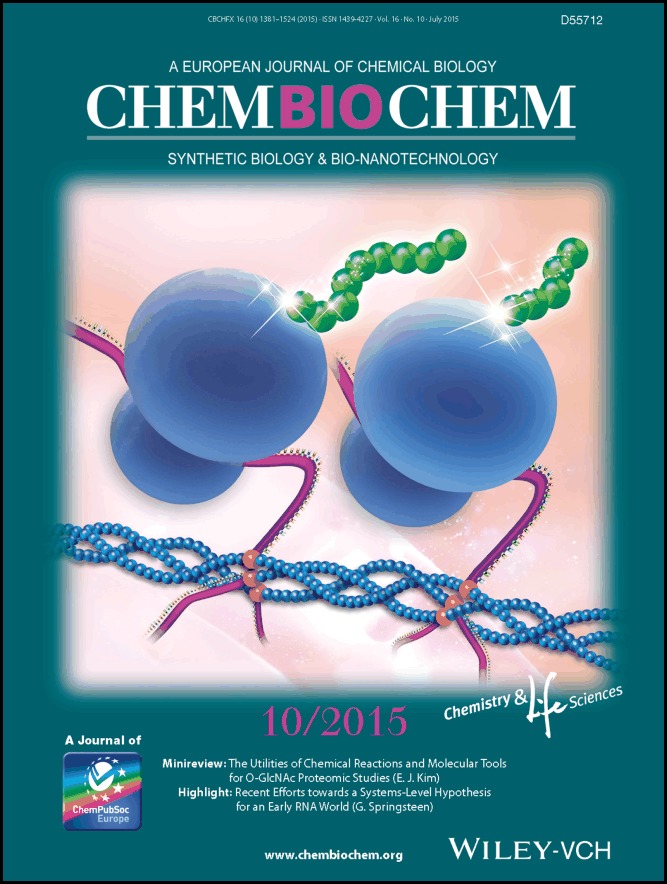 CBCHFX 16 (10) 1381–1524 (2015) · ISSN 1439-4227 · Vol. 16 · No. 10 · July 2015
D55712
A EUROPEAN JOURNAL OF CHEMICAL BIOLOGY
CHEMBIOCHEM
SYNTHETIC BIOLOGY & BIO-NANOTECHNOLOGY
10/2015
Chemistry & Life Sciences
A Journal of
ChemPubSoc
Europe
Minireview: The Utilities of Chemical Reactions and Molecular Tools
for O-GlcNAc Proteomic Studies (E. J. Kim)
Highlight: Recent Efforts towards a Systems-Level Hypothesis
for an Early RNA World (G. Springsteen)
www.chembiochem.org
WILEY-VCH